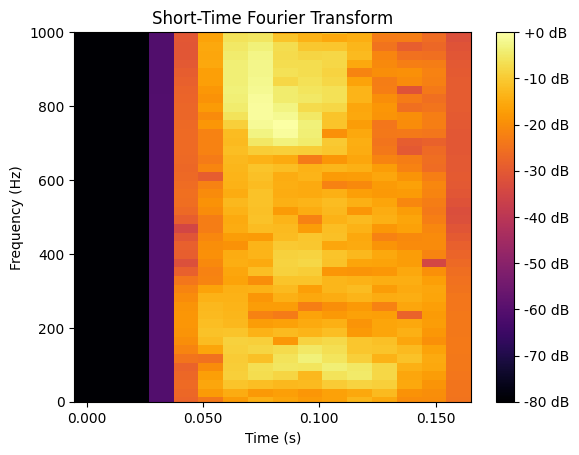 Short-Time Fourier Transform
Frequency (Hz)
1000
800
600
400
200
0
0.000
0.050
0.100
0.150
Time (s)
+0 dB
-10 dB
-20 dB
-30 dB
-40 dB
-50 dB
-60 dB
-70 dB
-80 dB